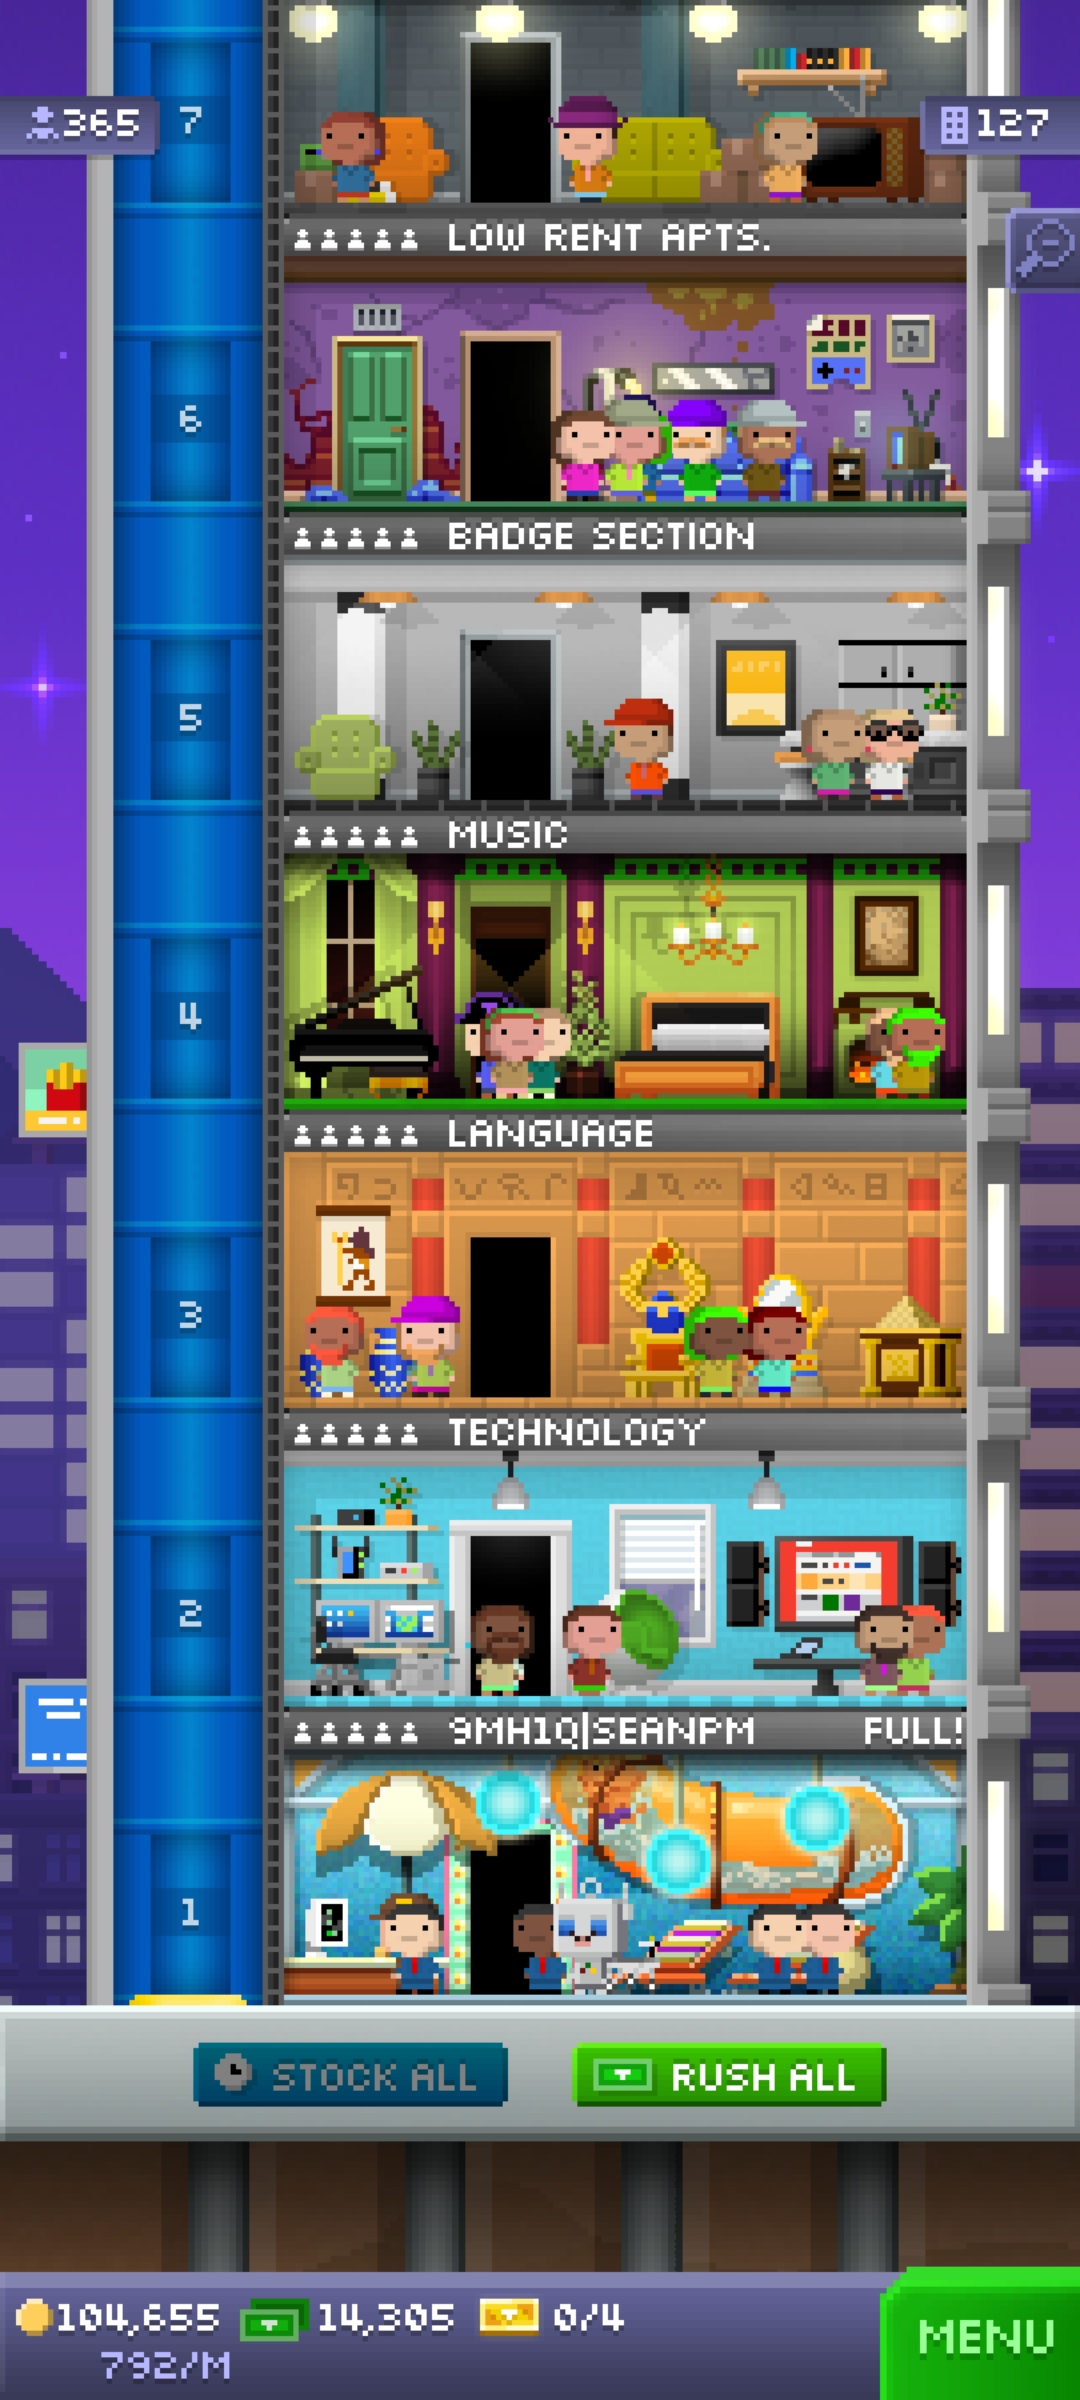 365
7
127
LOW RENT APTS.
6
BADGE SECTION
5
MUSIC
4
LANGUAGE
3
TECHNOLOGY
2
9MH1Q|SEANPM FULL!
1
STOCK ALL
RUSH ALL
104,655 14,305 0/4
792/M
MENU